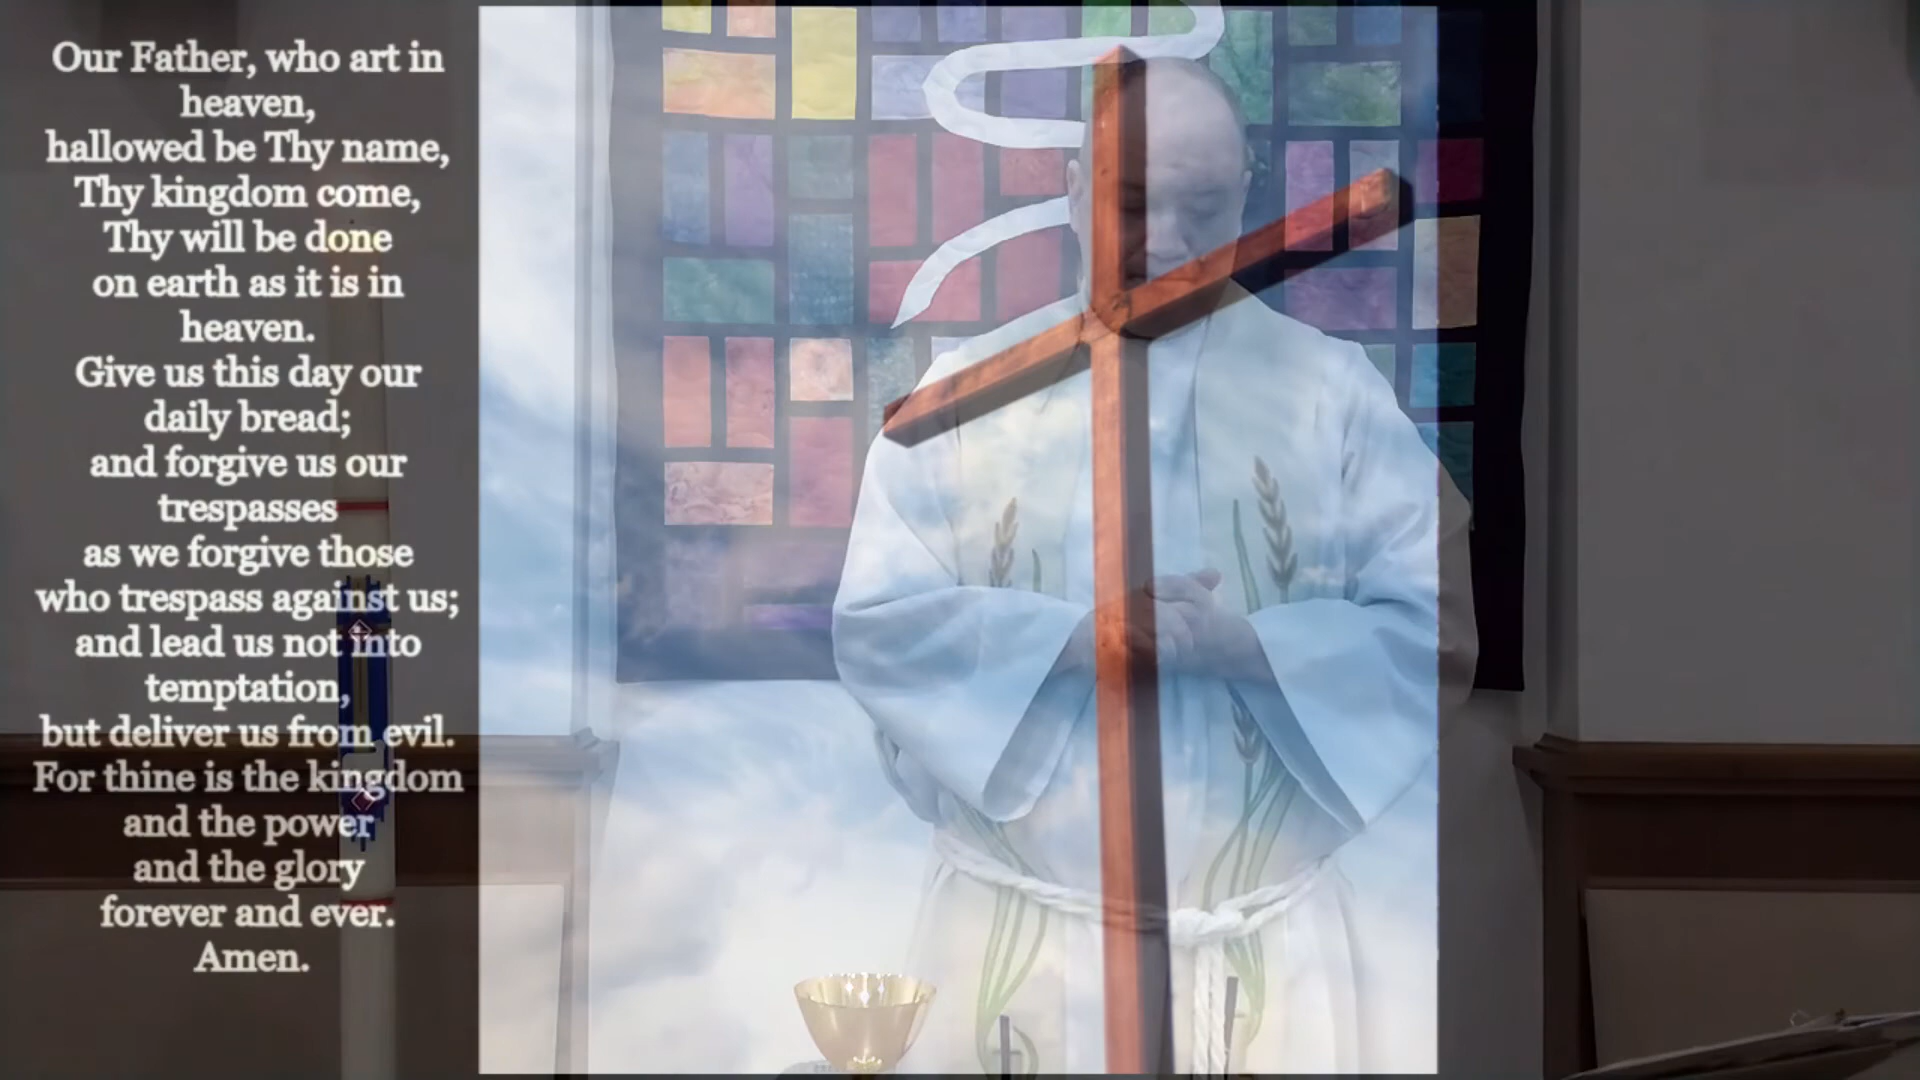 Our Father, who art in
heaven,
hallowed be Thy name,
Thy kingdom come,
Thy will be done
on earth as it is in
heaven.
Give us this day our
daily bread;
and forgive us our
trespasses
as we forgive those
who trespass against us;
and lead us not into
temptation,
but deliver us from evil.
For thine is the kingdom
and the power
and the glory
forever and ever.
Amen.